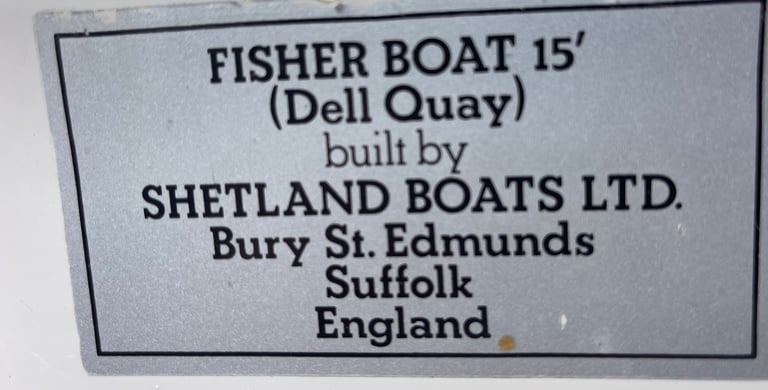 FISHER BOAT 15′
(Dell Quay)
built by
SHETLAND BOATS LTD.
Bury St. Edmunds
Suffolk
England